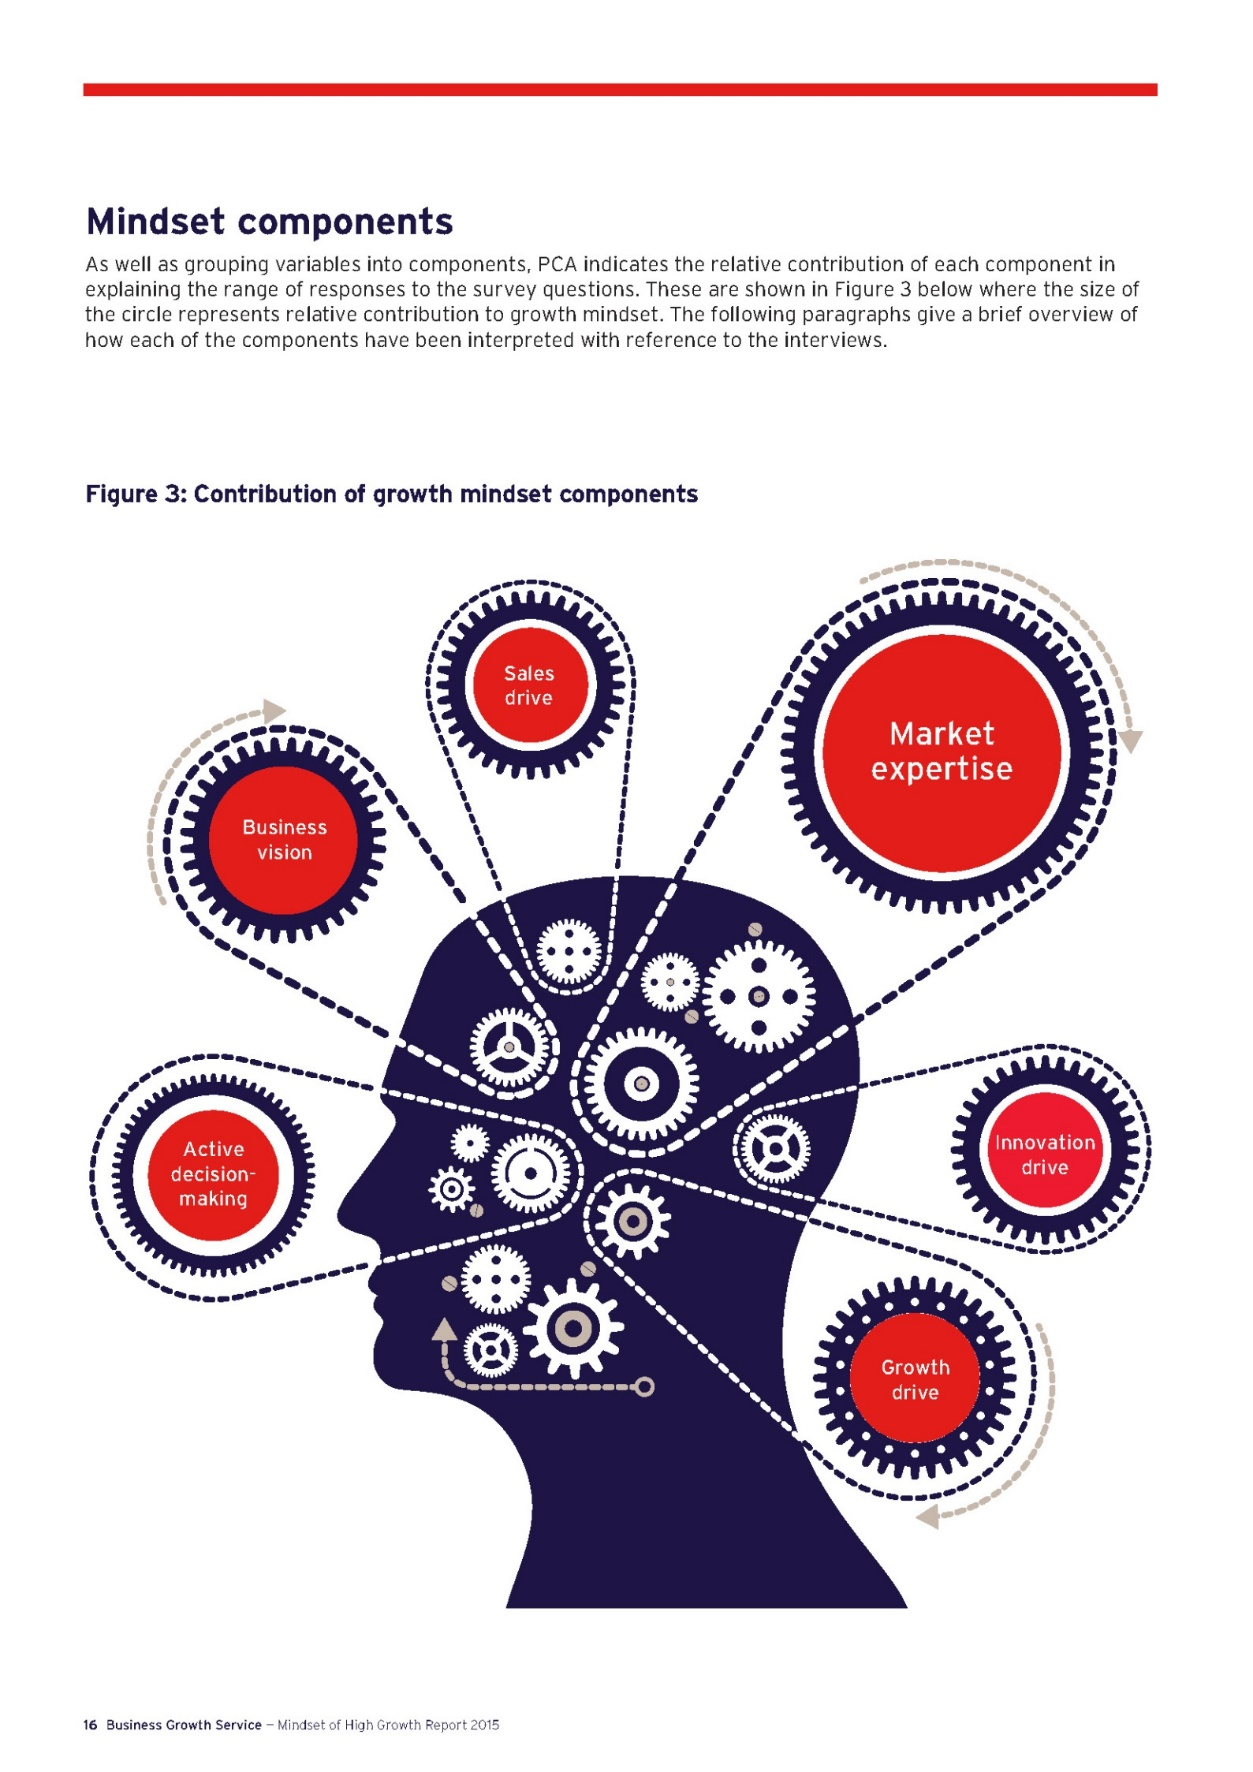 Mindset components
As well as grouping variables into components, PCA indicates the relative contribution of each component in
explaining the range of responses to the survey questions. These are shown in Figure 3 below where the size of
the circle represents relative contribution to growth mindset. The following paragraphs give a brief overview of
how each of the components have been interpreted with reference to the interviews.
Figure 3: Contribution of growth mindset components
Sales
drive
Market
expertise
Business
vision
Active
decision-
making
Innovation
drive
Growth
drive
16 Business Growth Service – Mindset of High Growth Report 2015